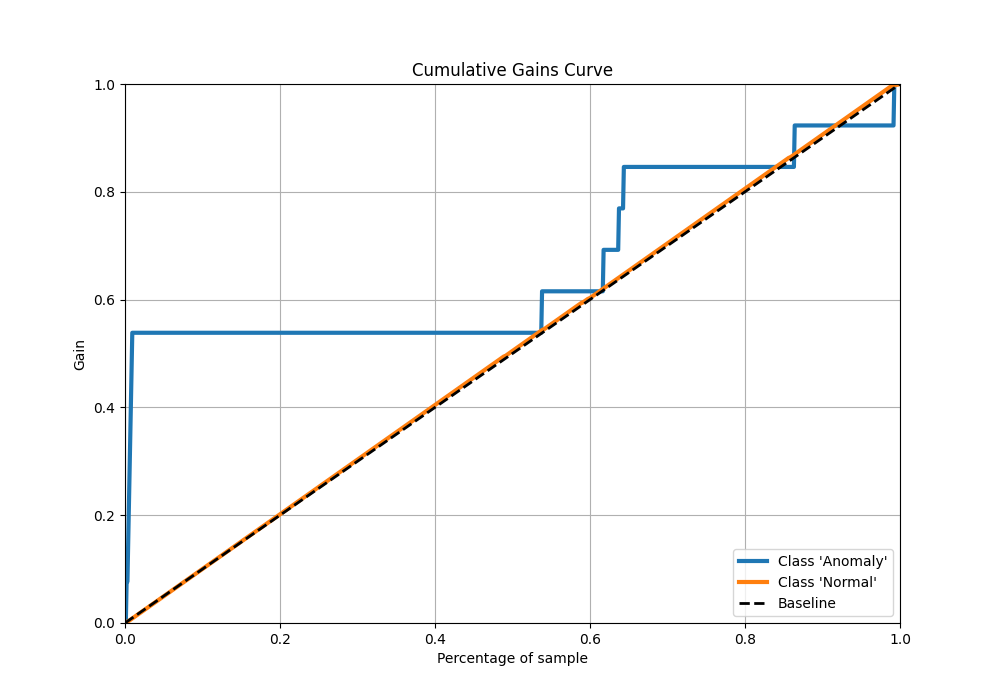 Cumulative Gains Curve
1.0
0.8
0.6
0.4
0.2
0.0
Gain
0.0 0.2 0.4 0.6 0.8 1.0
Percentage of sample
Class 'Anomaly'
Class 'Normal'
Baseline